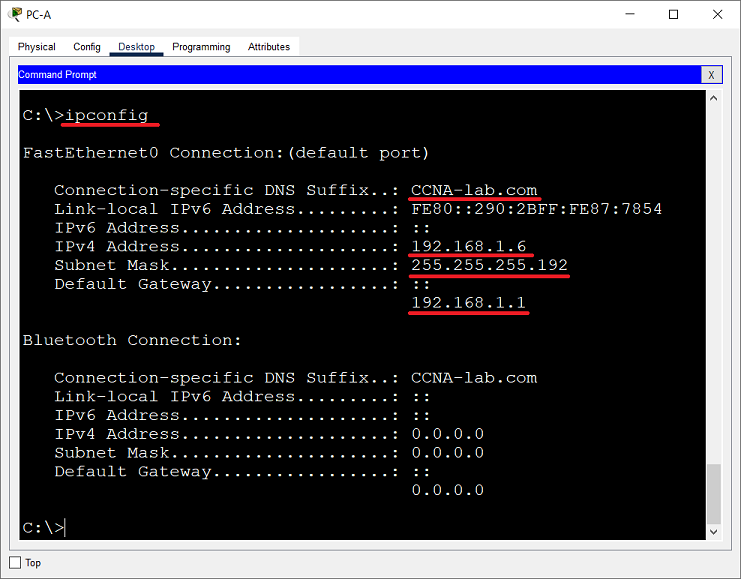 PC-A
Physical Config Desktop Programming Attributes
Command Prompt
X
C:\>ipconfig
FastEthernet0 Connection:(default port)
Connection-specific DNS Suffix..: CCNA-lab.com
Link-local IPv6 Address.........: FE80::290:2BFF:FE87:7854
IPv6 Address....................: ::
IPv4 Address....................: 192.168.1.6
Subnet Mask.....................: 255.255.255.192
Default Gateway.................: ::
192.168.1.1
Bluetooth Connection:
Connection-specific DNS Suffix..: CCNA-lab.com
Link-local IPv6 Address.........: ::
IPv6 Address....................: ::
IPv4 Address....................: 0.0.0.0
Subnet Mask.....................: 0.0.0.0
Default Gateway.................: ::
0.0.0.0
C:\>
Top